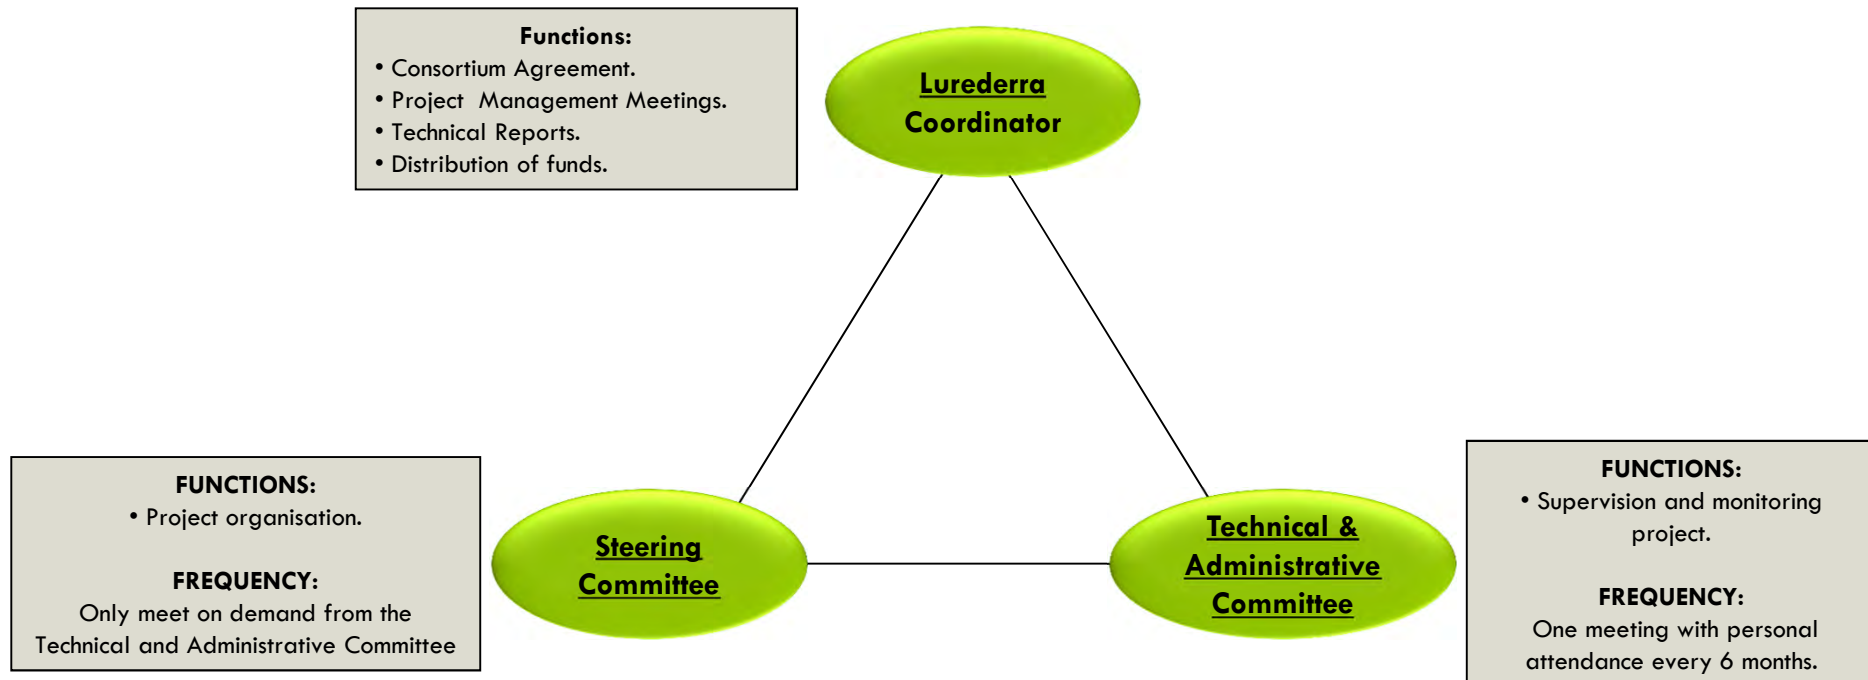 Functions:
• Consortium Agreement.
• Project Management Meetings.
• Technical Reports.
• Distribution of funds.
Lurederra
Coordinator
FUNCTIONS:
• Project organisation.
FREQUENCY:
Only meet on demand from the
Technical and Administrative Committee
Steering
Committee
Technical &
Administrative
Committee
FUNCTIONS:
• Supervision and monitoring
project.
FREQUENCY:
One meeting with personal
attendance every 6 months.